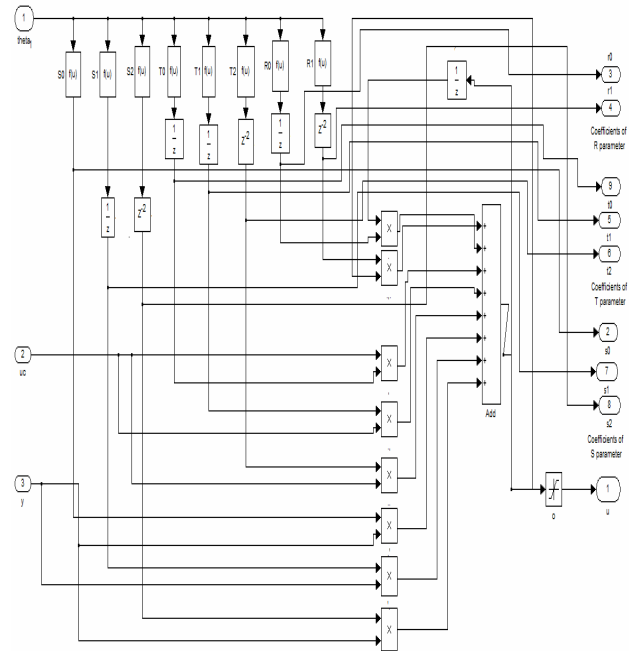 1
theta
S0 f(u)
S1 f(u)
S2 f(u)
T0 f(u)
T1 f(u)
T2 f(u)
R0 f(u)
R1 f(u)
1
z
1
z
1
z
Z^-2
1
z
Z^-2
1
z
Z^-2
r0
3
r1
4
Coefficients of
R parameter
9
t0
5
t1
6
t2
Coefficients of
T parameter
2
s0
7
s1
8
s2
Coefficients of
S parameter
X
X
X
X
X
X
X
X
+
+
+
+
+
+
+
+
Add
2
uc
3
y
o
1
u